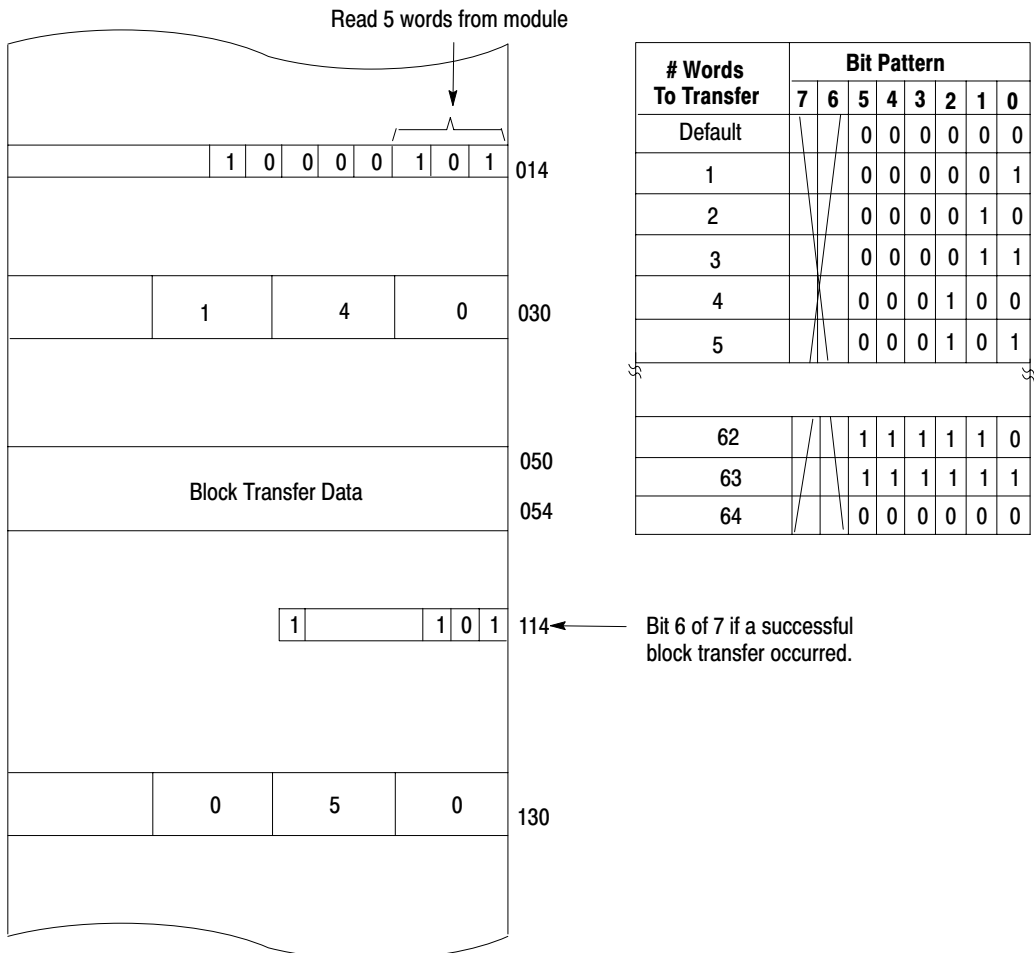 Read 5 words from module
1 0 0 0 0 1 0 1 014
1 4 0 030
050
Block Transfer Data
054
1 1 0 1 114
Bit 6 of 7 if a successful
block transfer occurred.
0 5 0 130
# Words
To Transfer
Bit Pattern
7 6 5 4 3 2 1 0
Default 0 0 0 0 0 0
1 0 0 0 0 0 1
2 0 0 0 0 1 0
3 0 0 0 0 1 1
4 0 0 0 1 0 0
5 0 0 0 1 0 1
62 1 1 1 1 1 0
63 1 1 1 1 1 1
64 0 0 0 0 0 0